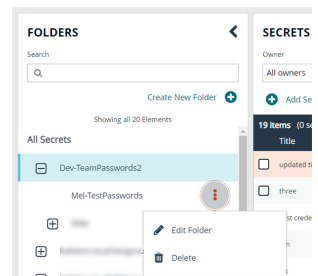 FOLDERS
Search
Create New Folder
Showing all 20 Elements
All Secrets
Dev-TeamPasswords2
Mel-TestPasswords
Edit Folder
Delete
SECRETS
Owner
All owners
Add Se
19 items (0 se
Title
updated ti
three
st crede